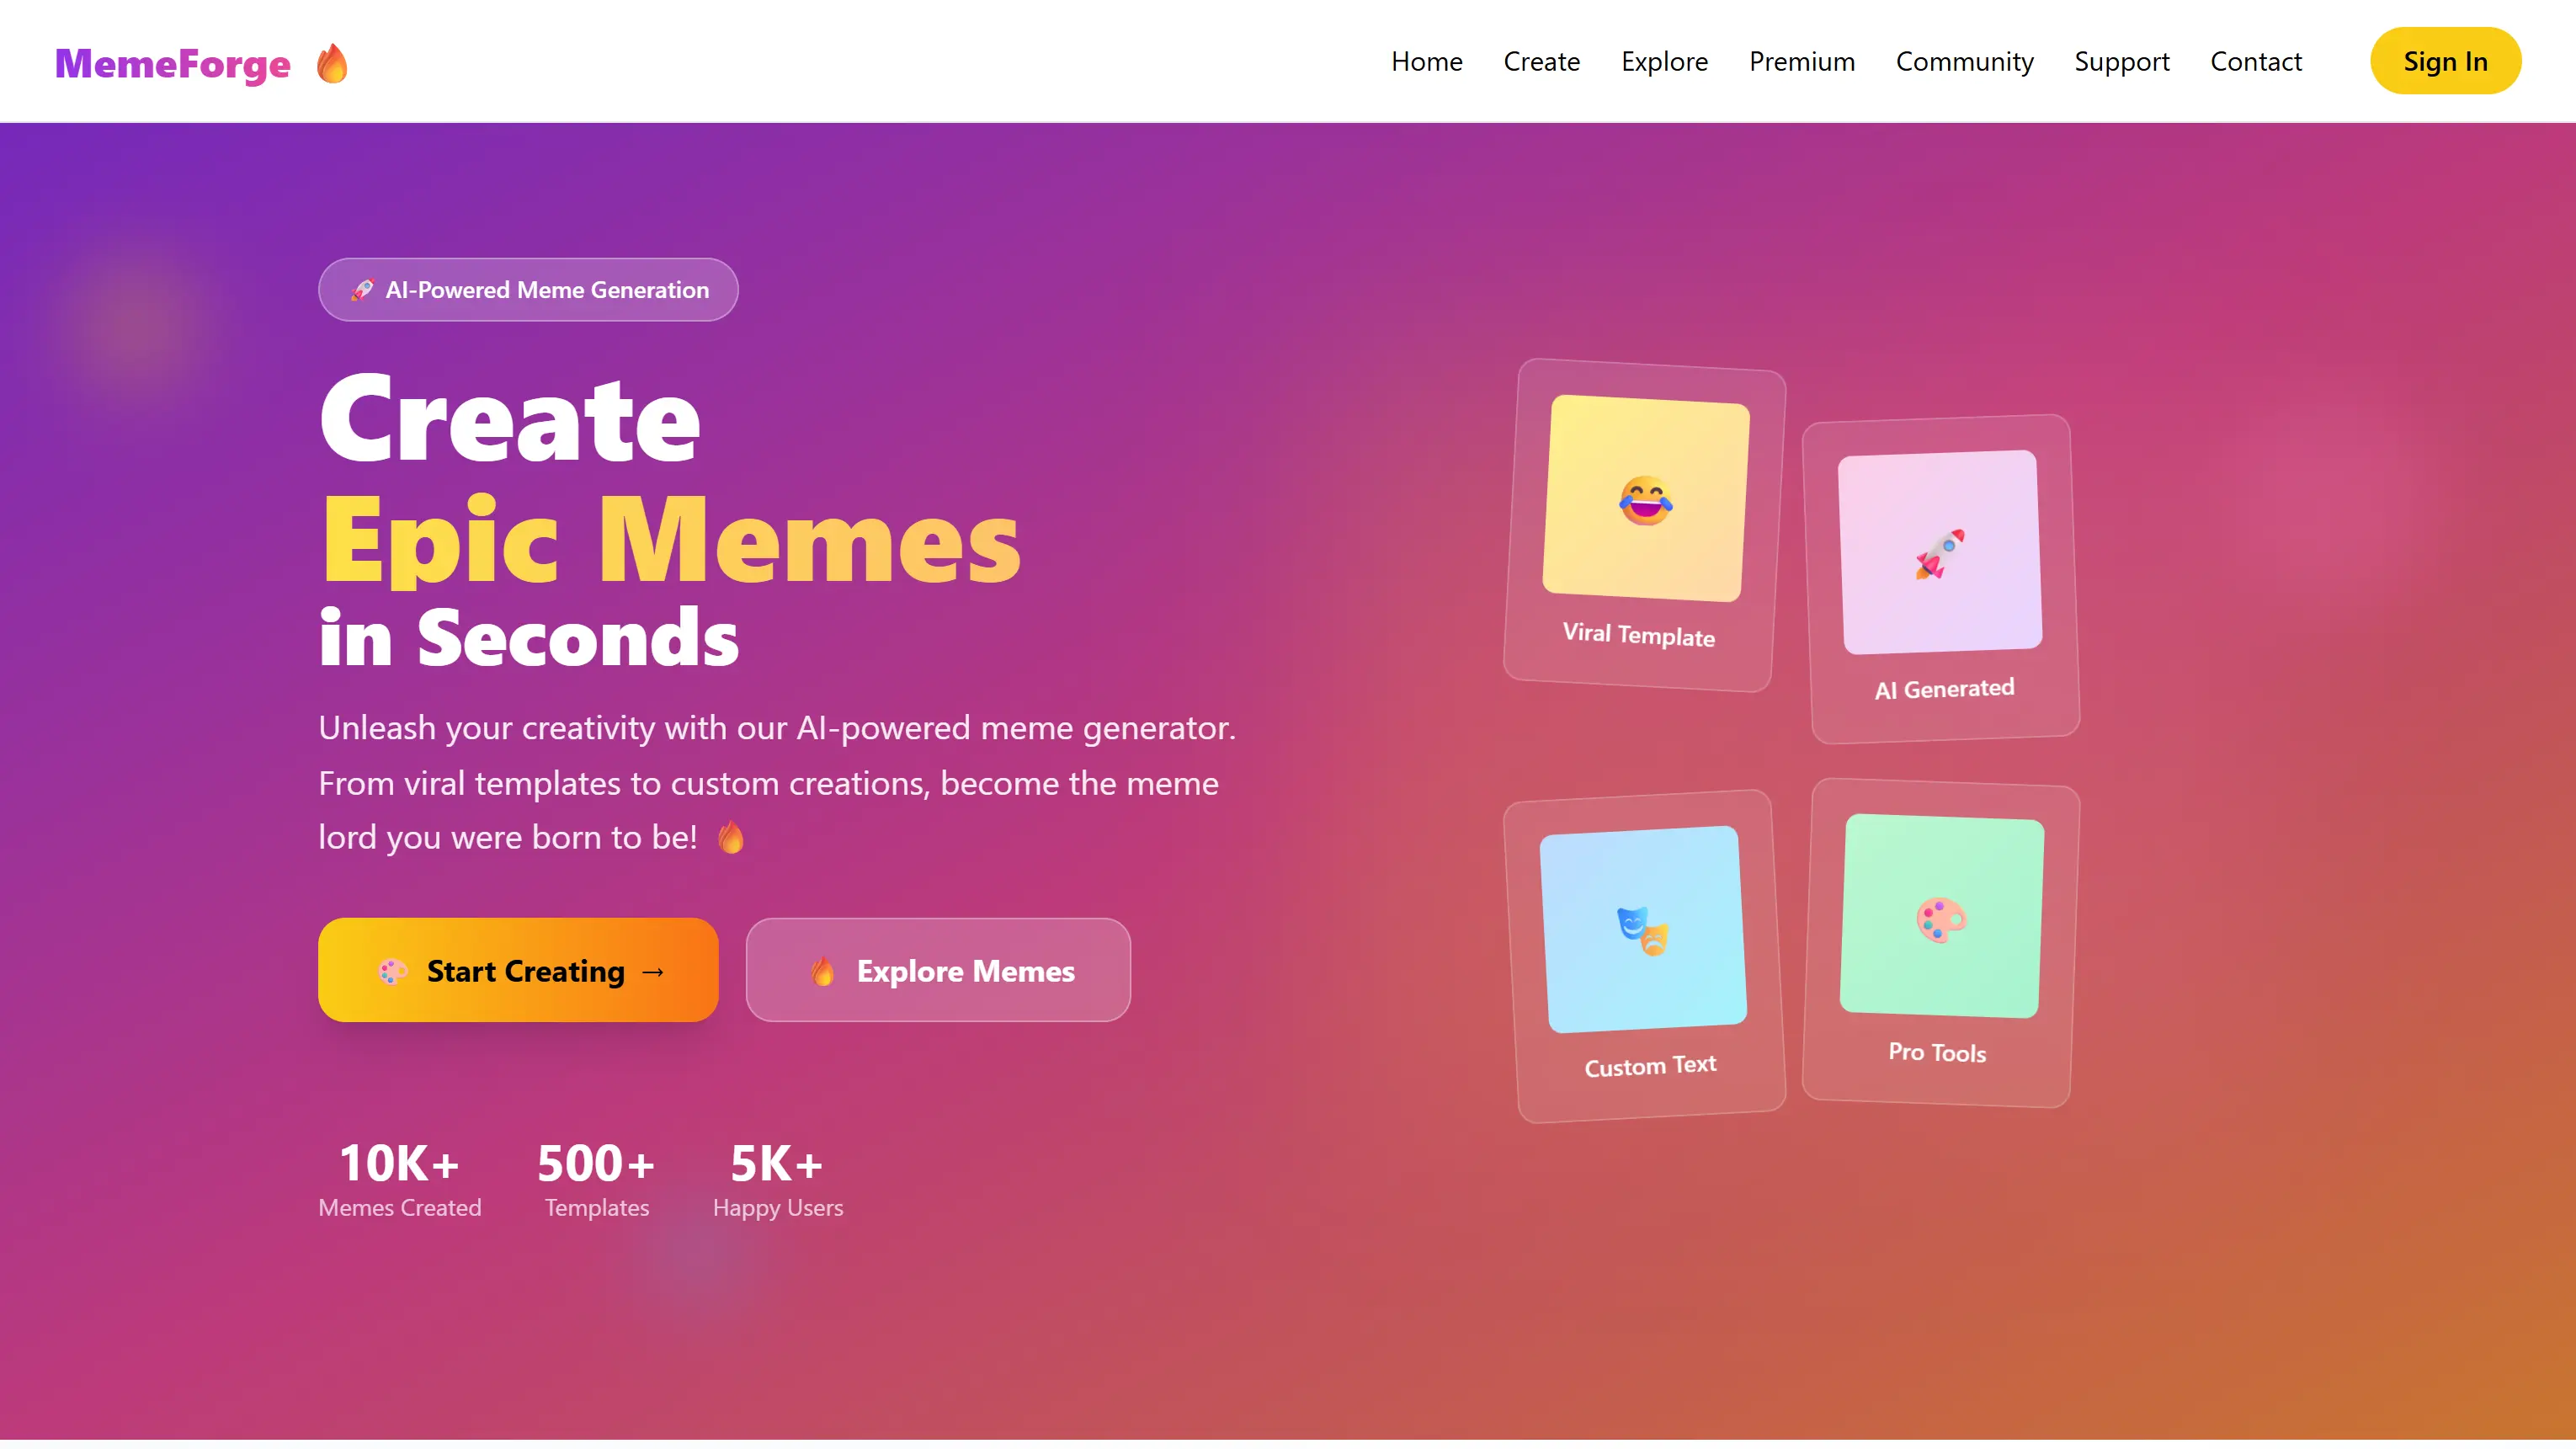 MemeForge 🔥
Home Create Explore Premium Community Support Contact Sign In
🚀 AI-Powered Meme Generation
Create
Epic Memes
in Seconds
Unleash your creativity with our AI-powered meme generator.
From viral templates to custom creations, become the meme
lord you were born to be! 🔥
🎨 Start Creating →
🔥 Explore Memes
10K+
Memes Created
500+
Templates
5K+
Happy Users
Viral Template
AI Generated
Custom Text
Pro Tools